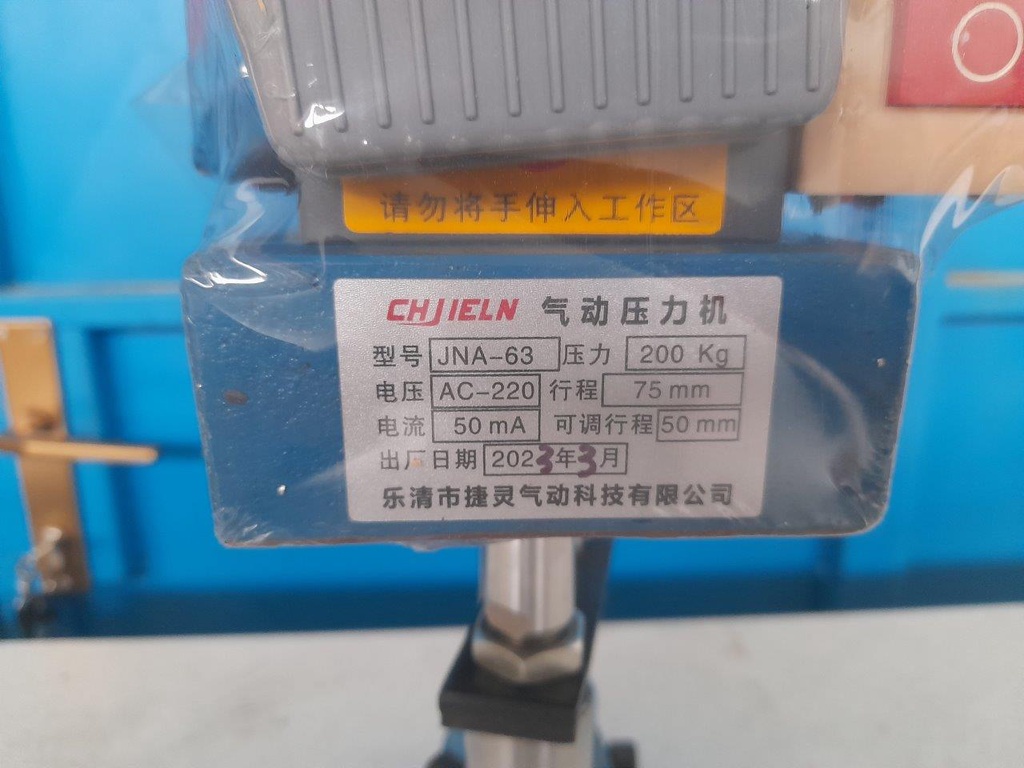 请勿将手伸入工作区
CHJIELN 气动压力机
型号 JNA-63 压力 200 Kg
电压 AC-220 行程 75 mm
电流 50 mA 可调行程 50 mm
出厂日期 2023年3月
乐清市捷灵气动科技有限公司